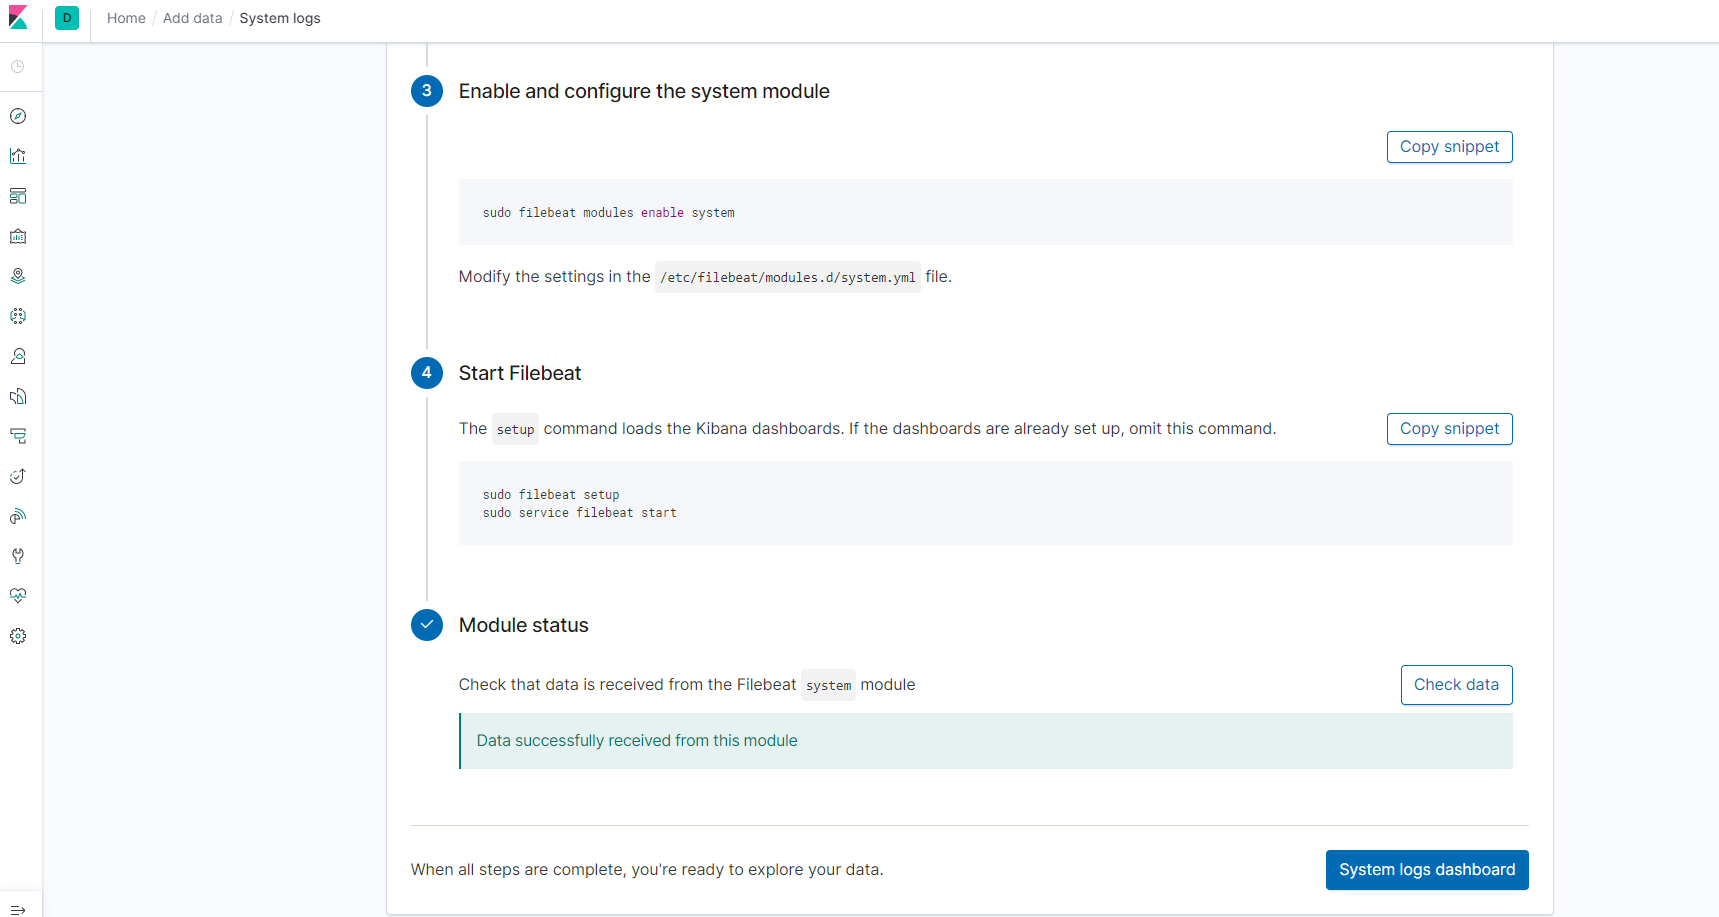 D
Home / Add data / System logs
3 Enable and configure the system module
Copy snippet
sudo filebeat modules enable system
Modify the settings in the /etc/filebeat/modules.d/system.yml file.
4 Start Filebeat
The setup command loads the Kibana dashboards. If the dashboards are already set up, omit this command.
Copy snippet
sudo filebeat setup
sudo service filebeat start
Module status
Check that data is received from the Filebeat system module
Check data
Data successfully received from this module
When all steps are complete, you're ready to explore your data.
System logs dashboard